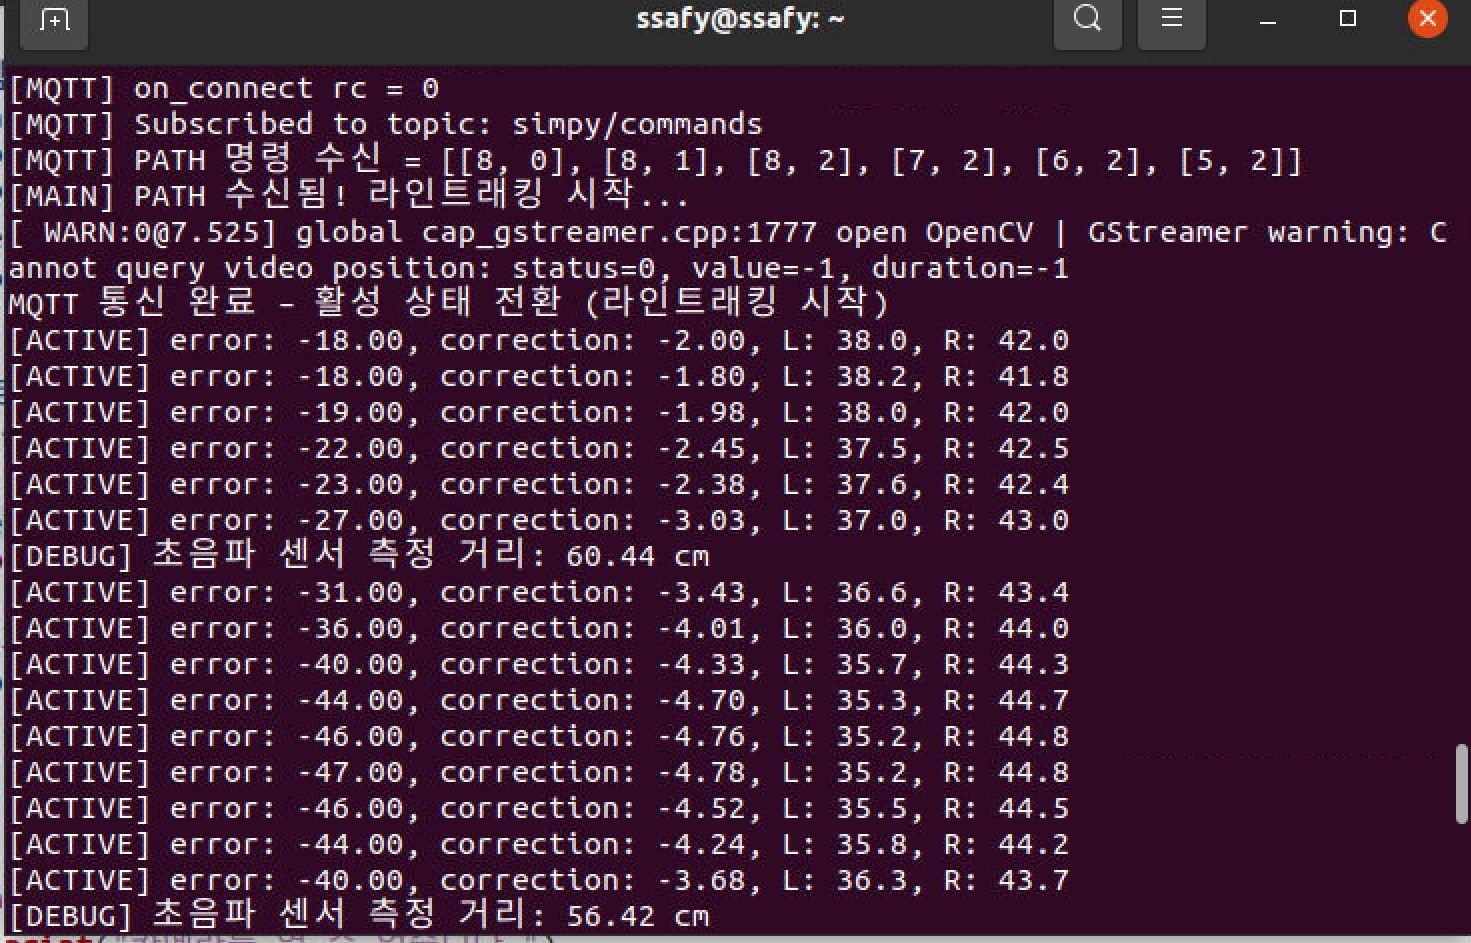 ssafy@ssafy: ~
[MQTT] on_connect rc = 0
[MQTT] Subscribed to topic: simpy/commands
[MQTT] PATH 명령 수신 = [[8, 0], [8, 1], [8, 2], [7, 2], [6, 2], [5, 2]]
[MAIN] PATH 수신됨! 라인트래킹 시작...
[ WARN:0@7.525] global cap_gstreamer.cpp:1777 open OpenCV | GStreamer warning: C
annot query video position: status=0, value=-1, duration=-1
MQTT 통신 완료 – 활성 상태 전환 (라인트래킹 시작)
[ACTIVE] error: -18.00, correction: -2.00, L: 38.0, R: 42.0
[ACTIVE] error: -18.00, correction: -1.80, L: 38.2, R: 41.8
[ACTIVE] error: -19.00, correction: -1.98, L: 38.0, R: 42.0
[ACTIVE] error: -22.00, correction: -2.45, L: 37.5, R: 42.5
[ACTIVE] error: -23.00, correction: -2.38, L: 37.6, R: 42.4
[ACTIVE] error: -27.00, correction: -3.03, L: 37.0, R: 43.0
[DEBUG] 초음파 센서 측정 거리: 60.44 cm
[ACTIVE] error: -31.00, correction: -3.43, L: 36.6, R: 43.4
[ACTIVE] error: -36.00, correction: -4.01, L: 36.0, R: 44.0
[ACTIVE] error: -40.00, correction: -4.33, L: 35.7, R: 44.3
[ACTIVE] error: -44.00, correction: -4.70, L: 35.3, R: 44.7
[ACTIVE] error: -46.00, correction: -4.76, L: 35.2, R: 44.8
[ACTIVE] error: -47.00, correction: -4.78, L: 35.2, R: 44.8
[ACTIVE] error: -46.00, correction: -4.52, L: 35.5, R: 44.5
[ACTIVE] error: -44.00, correction: -4.24, L: 35.8, R: 44.2
[ACTIVE] error: -40.00, correction: -3.68, L: 36.3, R: 43.7
[DEBUG] 초음파 센서 측정 거리: 56.42 cm